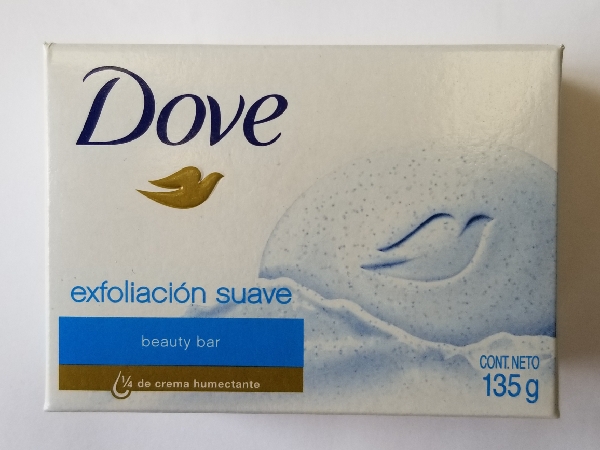 Dove
exfoliación suave
beauty bar
¼ de crema humectante
CONT. NETO
135g